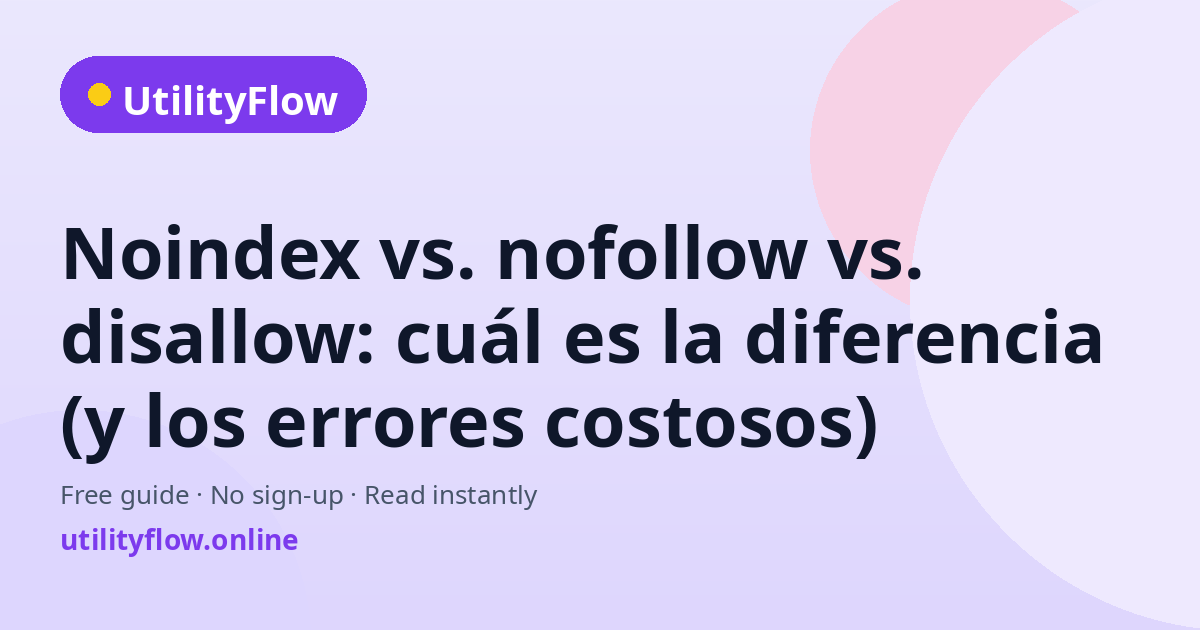 UtilityFlow
Noindex vs. nofollow vs.
disallow: cuál es la diferencia
(y los errores costosos)
Free guide · No sign-up · Read instantly
utilityflow.online